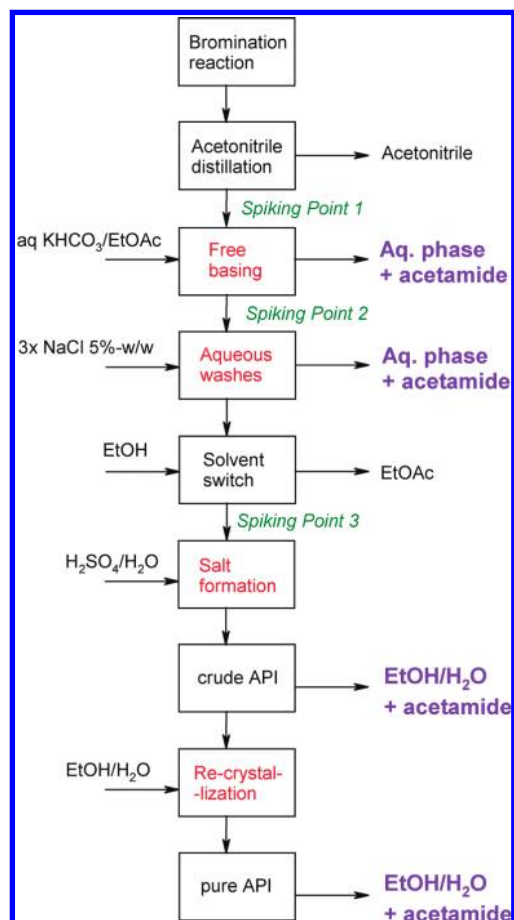 Bromination
reaction
Acetonitrile
distillation
Acetonitrile
Spiking Point 1
aq KHCO₃/EtOAc
Free
basing
Aq. phase
+ acetamide
Spiking Point 2
3x NaCl 5%-w/w
Aqueous
washes
Aq. phase
+ acetamide
EtOH
Solvent
switch
EtOAc
Spiking Point 3
H₂SO₄/H₂O
Salt
formation
crude API
EtOH/H₂O
+ acetamide
EtOH/H₂O
Re-crystal-
-lization
pure API
EtOH/H₂O
+ acetamide